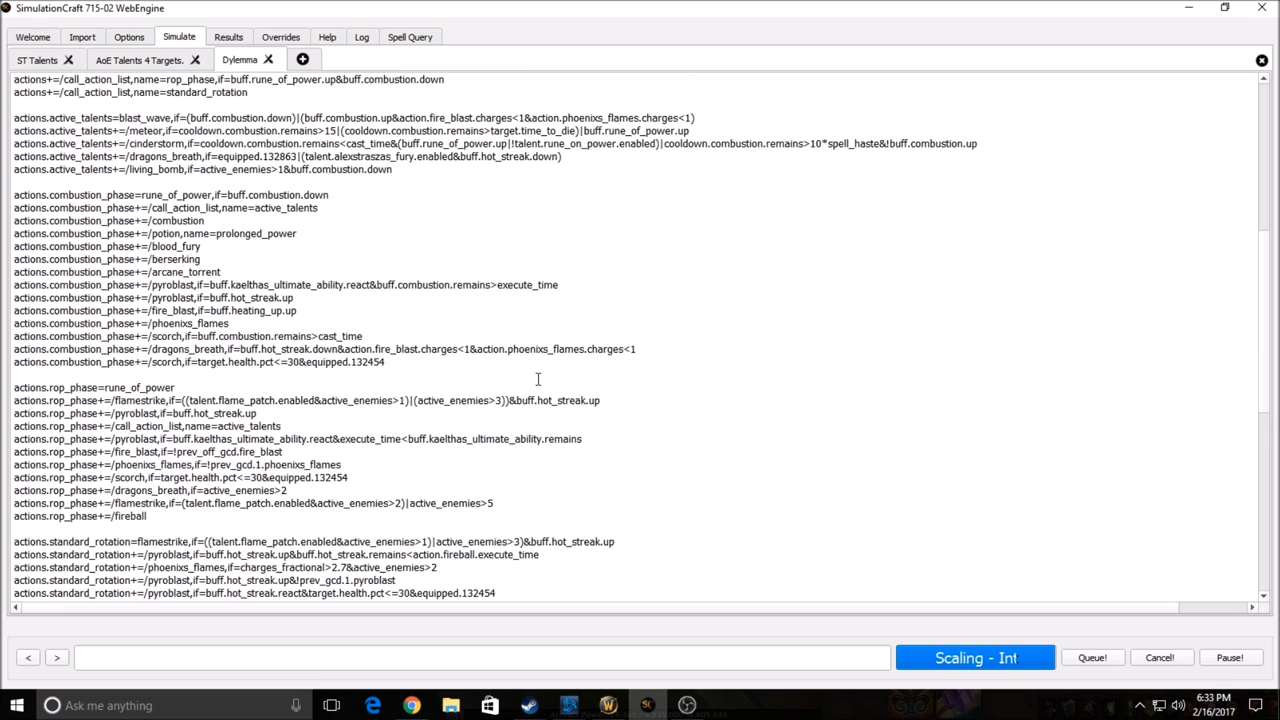 SimulationCraft 715-02 WebEngine
Welcome Import Options Simulate Results Overrides Help Log Spell Query
ST Talents AoE Talents 4 Targets. Dylemma
actions+=/call_action_list,name=rop_phase,if=buff.rune_of_power.up&buff.combustion.down
actions+=/call_action_list,name=standard_rotation
actions.active_talents=blast_wave,if=(buff.combustion.down)|(buff.combustion.up&action.fire_blast.charges<1&action.phoenixs_flames.charges<1)
actions.active_talents+=/meteor,if=cooldown.combustion.remains>15|(cooldown.combustion.remains>target.time_to_die)|buff.rune_of_power.up
actions.active_talents+=/cinderstorm,if=cooldown.combustion.remains<cast_time&(buff.rune_of_power.up|!talent.rune_on_power.enabled)|cooldown.combustion.remains>10*spell_haste&!buff.combustion.up
actions.active_talents+=/dragons_breath,if=equipped.132863|(talent.alexstraszas_fury.enabled&buff.hot_streak.down)
actions.active_talents+=/living_bomb,if=active_enemies>1&buff.combustion.down
actions.combustion_phase=rune_of_power,if=buff.combustion.down
actions.combustion_phase+=/call_action_list,name=active_talents
actions.combustion_phase+=/combustion
actions.combustion_phase+=/potion,name=prolonged_power
actions.combustion_phase+=/blood_fury
actions.combustion_phase+=/berserking
actions.combustion_phase+=/arcane_torrent
actions.combustion_phase+=/pyroblast,if=buff.kaelthas_ultimate_ability.react&buff.combustion.remains>execute_time
actions.combustion_phase+=/pyroblast,if=buff.hot_streak.up
actions.combustion_phase+=/fire_blast,if=buff.heating_up.up
actions.combustion_phase+=/phoenixs_flames
actions.combustion_phase+=/scorch,if=buff.combustion.remains>cast_time
actions.combustion_phase+=/dragons_breath,if=buff.hot_streak.down&action.fire_blast.charges<1&action.phoenixs_flames.charges<1
actions.combustion_phase+=/scorch,if=target.health.pct<=30&equipped.132454
actions.rop_phase=rune_of_power
actions.rop_phase+=/flamestrike,if=((talent.flame_patch.enabled&active_enemies>1)|(active_enemies>3))&buff.hot_streak.up
actions.rop_phase+=/pyroblast,if=buff.hot_streak.up
actions.rop_phase+=/call_action_list,name=active_talents
actions.rop_phase+=/pyroblast,if=buff.kaelthas_ultimate_ability.react&execute_time<buff.kaelthas_ultimate_ability.remains
actions.rop_phase+=/fire_blast,if=!prev_off_gcd.fire_blast
actions.rop_phase+=/phoenixs_flames,if=!prev_gcd.1.phoenixs_flames
actions.rop_phase+=/scorch,if=target.health.pct<=30&equipped.132454
actions.rop_phase+=/dragons_breath,if=active_enemies>2
actions.rop_phase+=/flamestrike,if=(talent.flame_patch.enabled&active_enemies>2)|active_enemies>5
actions.rop_phase+=/fireball
actions.standard_rotation=flamestrike,if=((talent.flame_patch.enabled&active_enemies>1)|active_enemies>3)&buff.hot_streak.up
actions.standard_rotation+=/pyroblast,if=buff.hot_streak.up&buff.hot_streak.remains<action.fireball.execute_time
actions.standard_rotation+=/phoenixs_flames,if=charges_fractional>2.7&active_enemies>2
actions.standard_rotation+=/pyroblast,if=buff.hot_streak.up&!prev_gcd.1.pyroblast
actions.standard_rotation+=/pyroblast,if=buff.hot_streak.react&target.health.pct<=30&equipped.132454
< > Scaling - Int Queue! Cancel! Pause!
Ask me anything
6:33 PM
2/16/2017